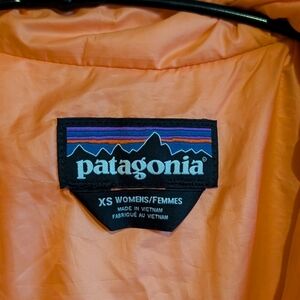 patagonia®
XS WOMENS/FEMMES
MADE IN VIETNAM
FABRIQUÉ AU VIETNAM